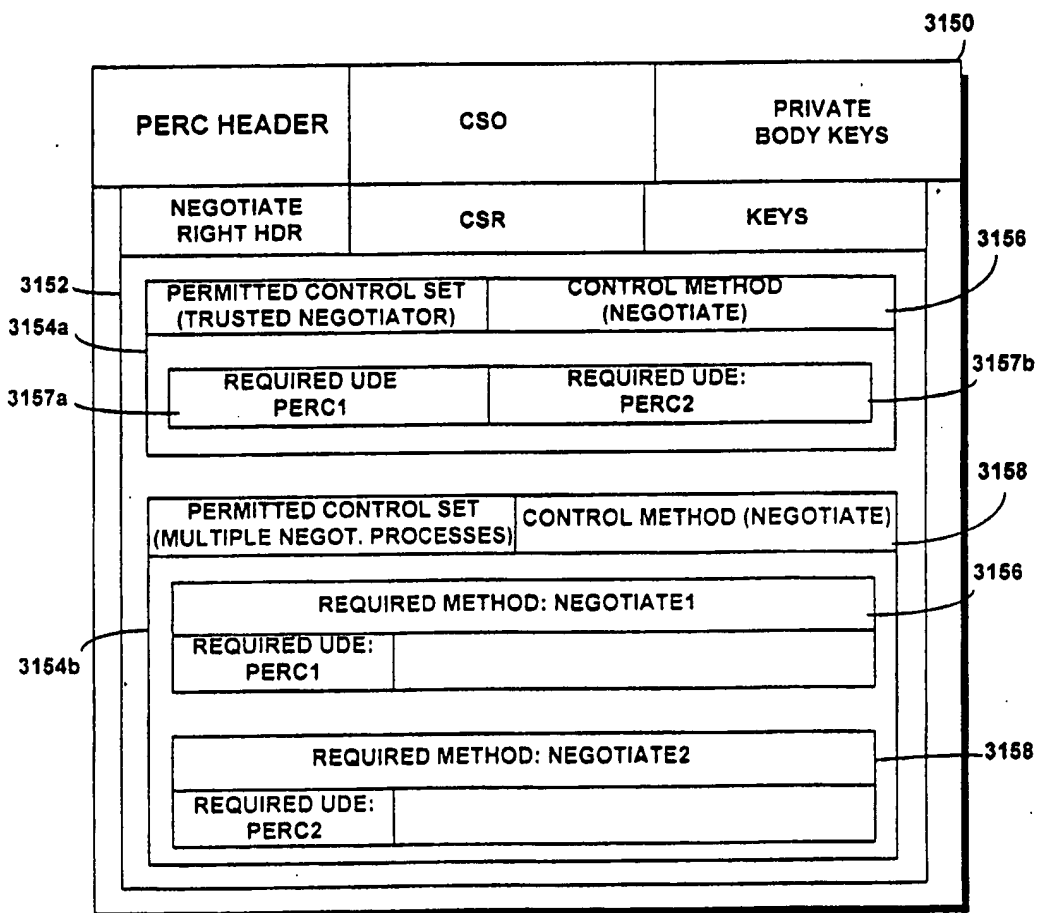 3150
PERC HEADER
CSO
PRIVATE
BODY KEYS
NEGOTIATE
RIGHT HDR
CSR
KEYS
3156
3152
PERMITTED CONTROL SET
(TRUSTED NEGOTIATOR)
CONTROL METHOD
(NEGOTIATE)
3154a
REQUIRED UDE
PERC1
REQUIRED UDE:
PERC2
3157b
3157a
3158
PERMITTED CONTROL SET
(MULTIPLE NEGOT. PROCESSES)
CONTROL METHOD (NEGOTIATE)
3156
REQUIRED METHOD: NEGOTIATE1
REQUIRED UDE:
PERC1
3154b
REQUIRED METHOD: NEGOTIATE2
3158
REQUIRED UDE:
PERC2